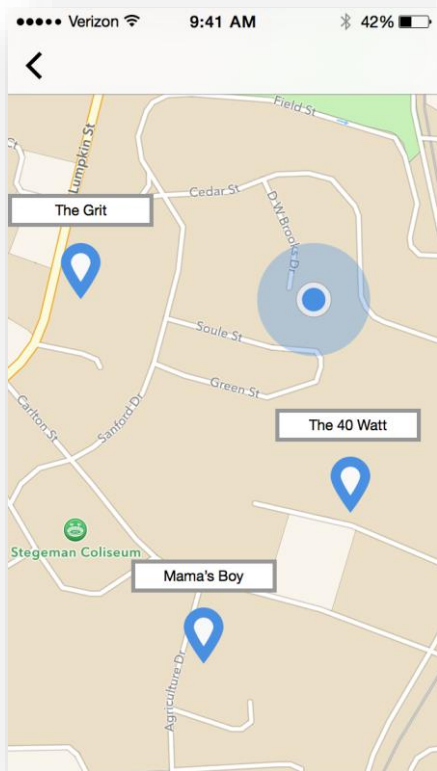 Verizon
9:41 AM
42%
Field St
Ct
Lumpkin St
Cedar St
The Grit
D W Brooks Dr
Soule St
Green St
Carlton St
Sanford Dr
The 40 Watt
Stegeman Coliseum
Mama's Boy
Agriculture Dr